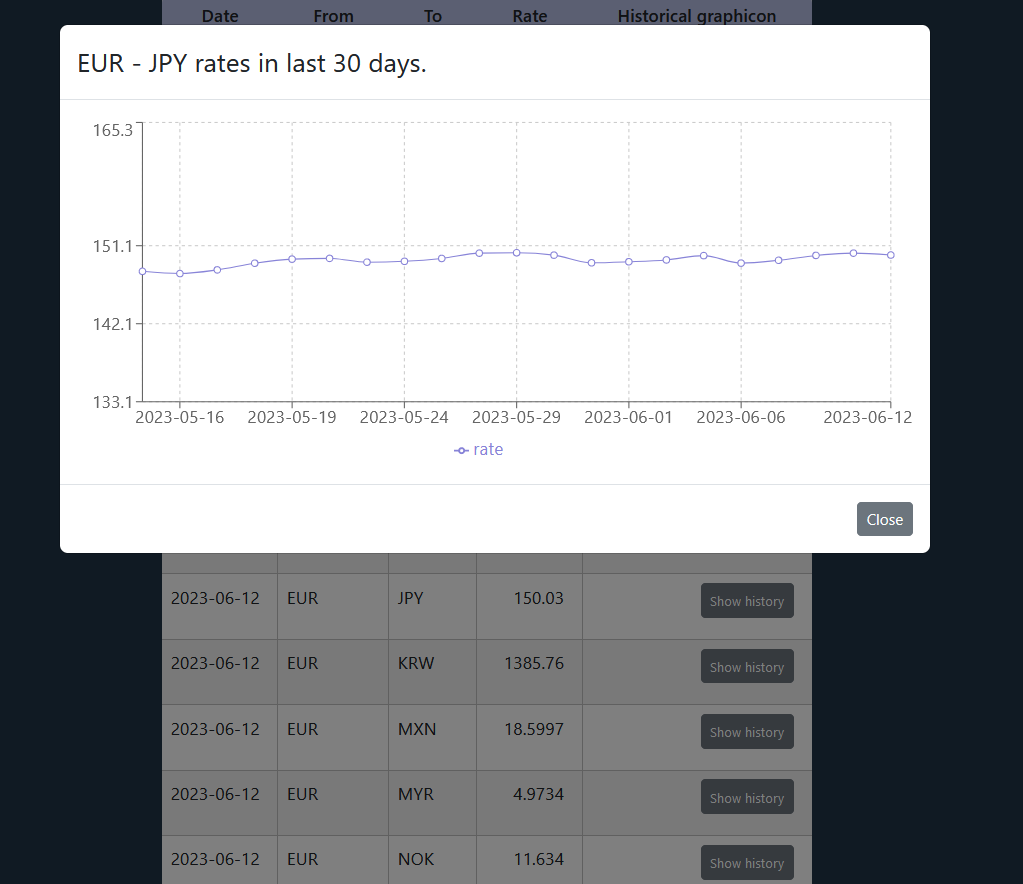 Date From To Rate Historical graphicon
EUR - JPY rates in last 30 days.
165.3
151.1
142.1
133.1
2023-05-16 2023-05-19 2023-05-24 2023-05-29 2023-06-01 2023-06-06 2023-06-12
rate
Close
2023-06-12 EUR JPY 150.03 Show history
2023-06-12 EUR KRW 1385.76 Show history
2023-06-12 EUR MXN 18.5997 Show history
2023-06-12 EUR MYR 4.9734 Show history
2023-06-12 EUR NOK 11.634 Show history